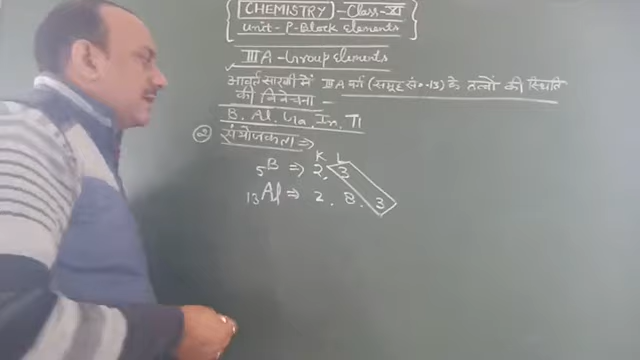 CHEMISTRY - Class-XI
Unit-P-Block Elements
IIIA-Group Elements
आवर्त सारणी में IIIA वर्ग (समूह सं०-13) के तत्वों की स्थिति
की विवेचना -
B, Al, Ga, In, Tl
② संयोजकता ⇒
K L
5B ⇒ 2, 3
13Al ⇒ 2. 8. 3